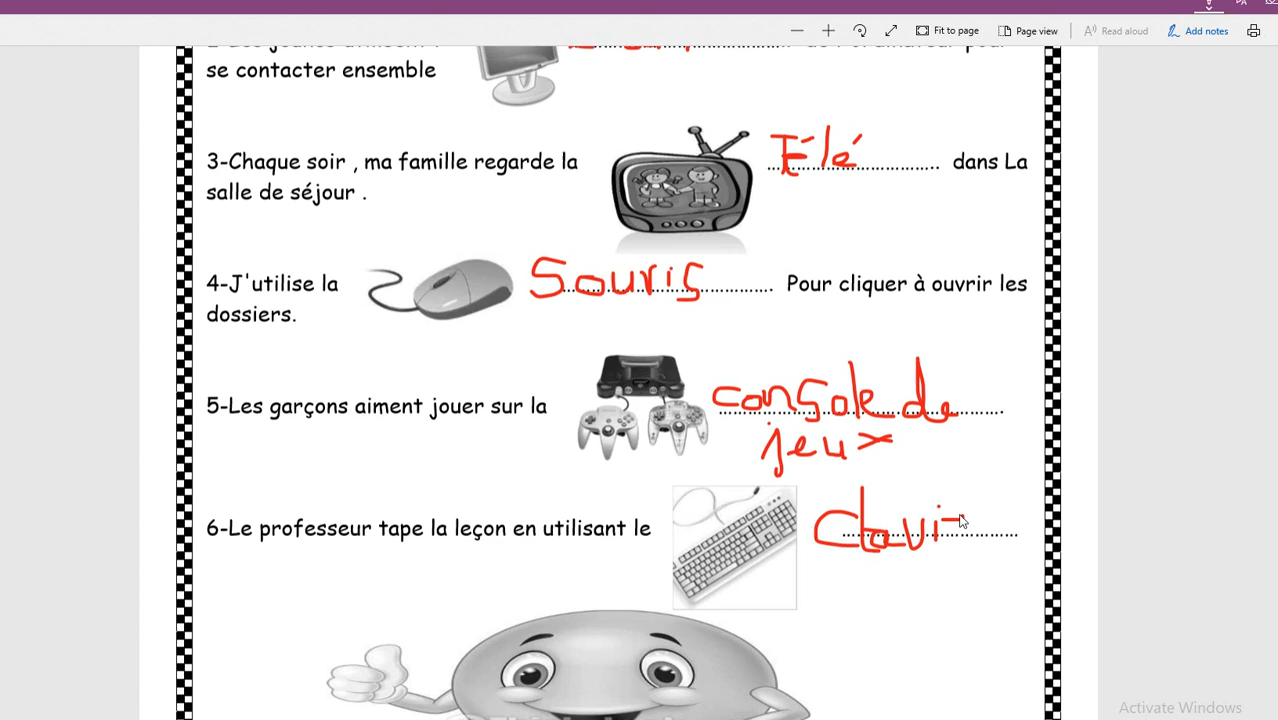 Fit to page Page view Read aloud Add notes
se contacter ensemble
3-Chaque soir , ma famille regarde la Télé ........ dans La
salle de séjour .
4-J'utilise la Souris ........ Pour cliquer à ouvrir les
dossiers.
5-Les garçons aiment jouer sur la console de
jeux
6-Le professeur tape la leçon en utilisant le clavi
Activate Windows